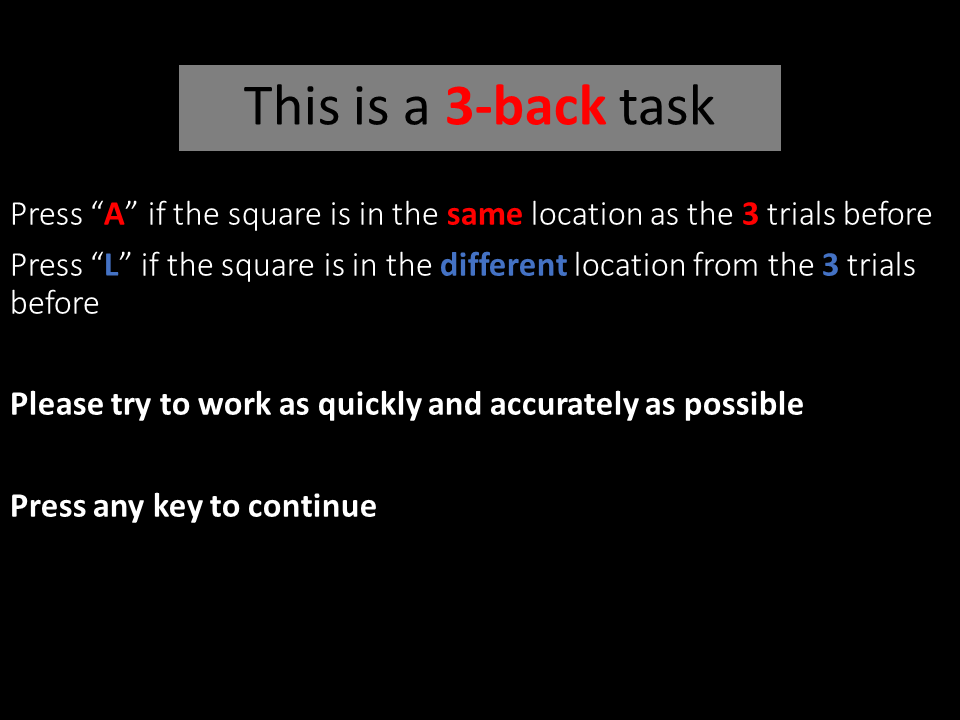 This is a 3-back task
Press “A” if the square is in the same location as the 3 trials before
Press “L” if the square is in the different location from the 3 trials
before
Please try to work as quickly and accurately as possible
Press any key to continue